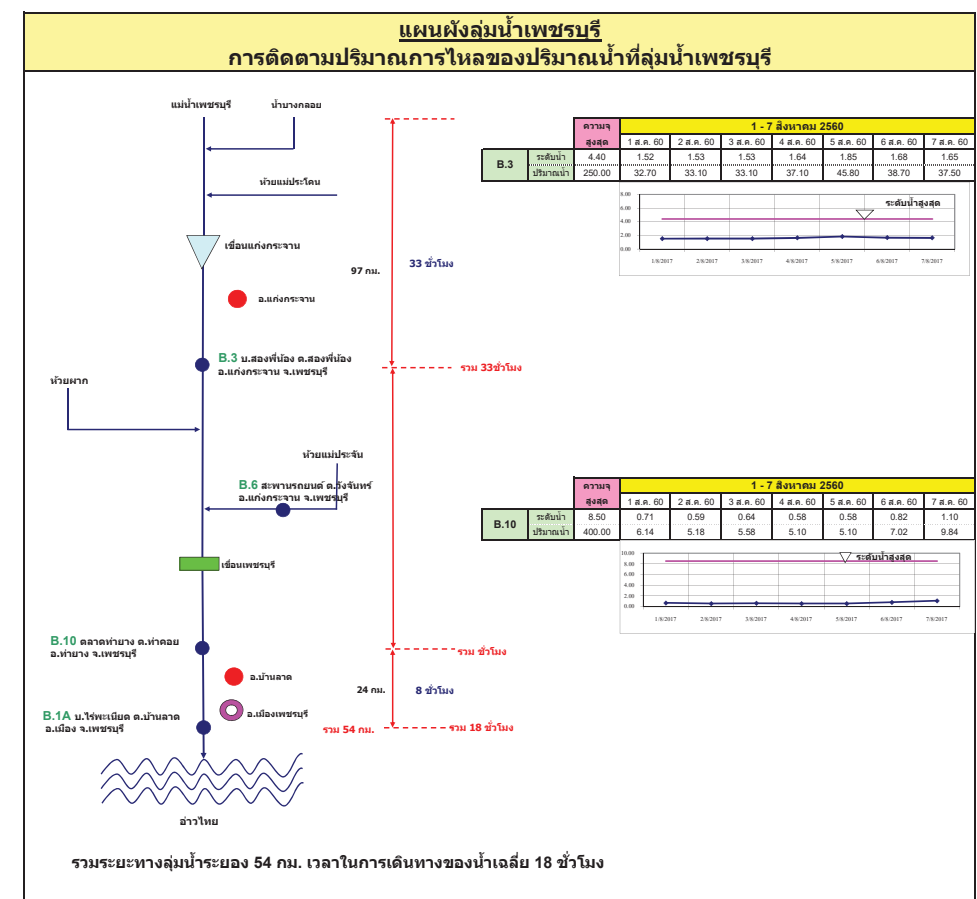 แผนผังลุ่มน้ำเพชรบุรี
การติดตามปริมาณการไหลของปริมาณน้ำที่ลุ่มน้ำเพชรบุรี
แม่น้ำเพชรบุรี
น้ำบางกลอย
ห้วยแม่ประโดน
เขื่อนแก่งกระจาน
97 กม.
33 ชั่วโมง
อ.แก่งกระจาน
B.3 บ.สองพี่น้อง ต.สองพี่น้อง
อ.แก่งกระจาน จ.เพชรบุรี
รวม 33ชั่วโมง
ห้วยผาก
ห้วยแม่ประจัน
B.6 สะพานรถยนต์ ต.วังจันทร์
อ.แก่งกระจาน จ.เพชรบุรี
เขื่อนเพชรบุรี
B.10 ตลาดท่ายาง ต.ท่าคอย
อ.ท่ายาง จ.เพชรบุรี
รวม ชั่วโมง
อ.บ้านลาด
24 กม.
8 ชั่วโมง
B.1A บ.ไร่พะเนียด ต.บ้านลาด
อ.เมือง จ.เพชรบุรี
อ.เมืองเพชรบุรี
รวม 54 กม.
รวม 18 ชั่วโมง
อ่าวไทย
รวมระยะทางลุ่มน้ำระยอง 54 กม. เวลาในการเดินทางของน้ำเฉลี่ย 18 ชั่วโมง
ความจุ 1 - 7 สิงหาคม 2560
สูงสุด 1 ส.ค. 60 2 ส.ค. 60 3 ส.ค. 60 4 ส.ค. 60 5 ส.ค. 60 6 ส.ค. 60 7 ส.ค. 60
B.3
ระดับน้ำ 4.40 1.52 1.53 1.53 1.64 1.85 1.68 1.65
ปริมาณน้ำ 250.00 32.70 33.10 33.10 37.10 45.80 38.70 37.50
8.00
ระดับน้ำสูงสุด
6.00
4.00
2.00
0.00
1/8/2017 2/8/2017 3/8/2017 4/8/2017 5/8/2017 6/8/2017 7/8/2017
ความจุ 1 - 7 สิงหาคม 2560
สูงสุด 1 ส.ค. 60 2 ส.ค. 60 3 ส.ค. 60 4 ส.ค. 60 5 ส.ค. 60 6 ส.ค. 60 7 ส.ค. 60
B.10
ระดับน้ำ 8.50 0.71 0.59 0.64 0.58 0.58 0.82 1.10
ปริมาณน้ำ 400.00 6.14 5.18 5.58 5.10 5.10 7.02 9.84
10.00
ระดับน้ำสูงสุด
8.00
6.00
4.00
2.00
0.00
1/8/2017 2/8/2017 3/8/2017 4/8/2017 5/8/2017 6/8/2017 7/8/2017